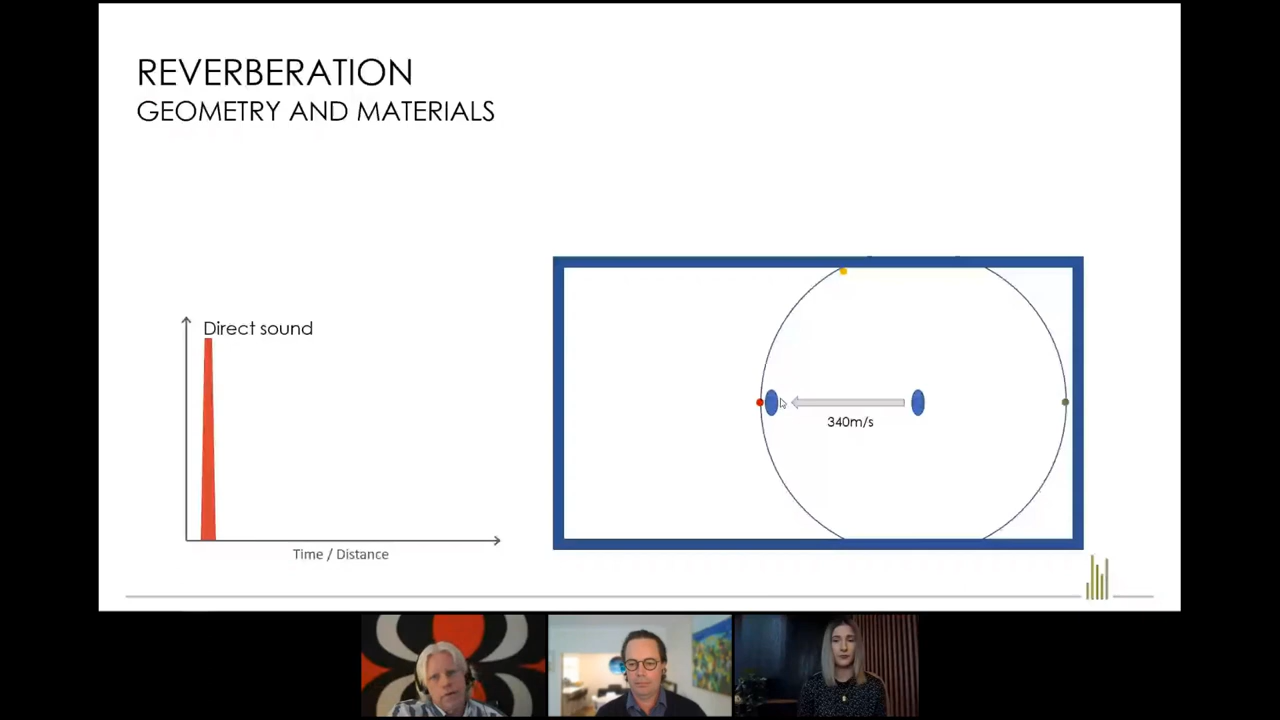 REVERBERATION
GEOMETRY AND MATERIALS
Direct sound
340m/s
Time / Distance